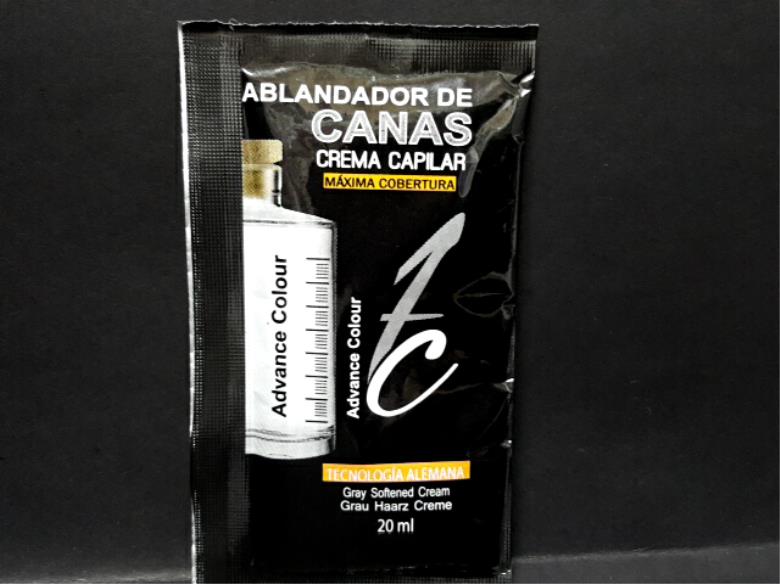 ABLANDADOR DE
CANAS
CREMA CAPILAR
MÁXIMA COBERTURA
Advance Colour
Advance Colour
AC
TECNOLOGÍA ALEMANA
Gray Softened Cream
Grau Haarz Creme
20 ml